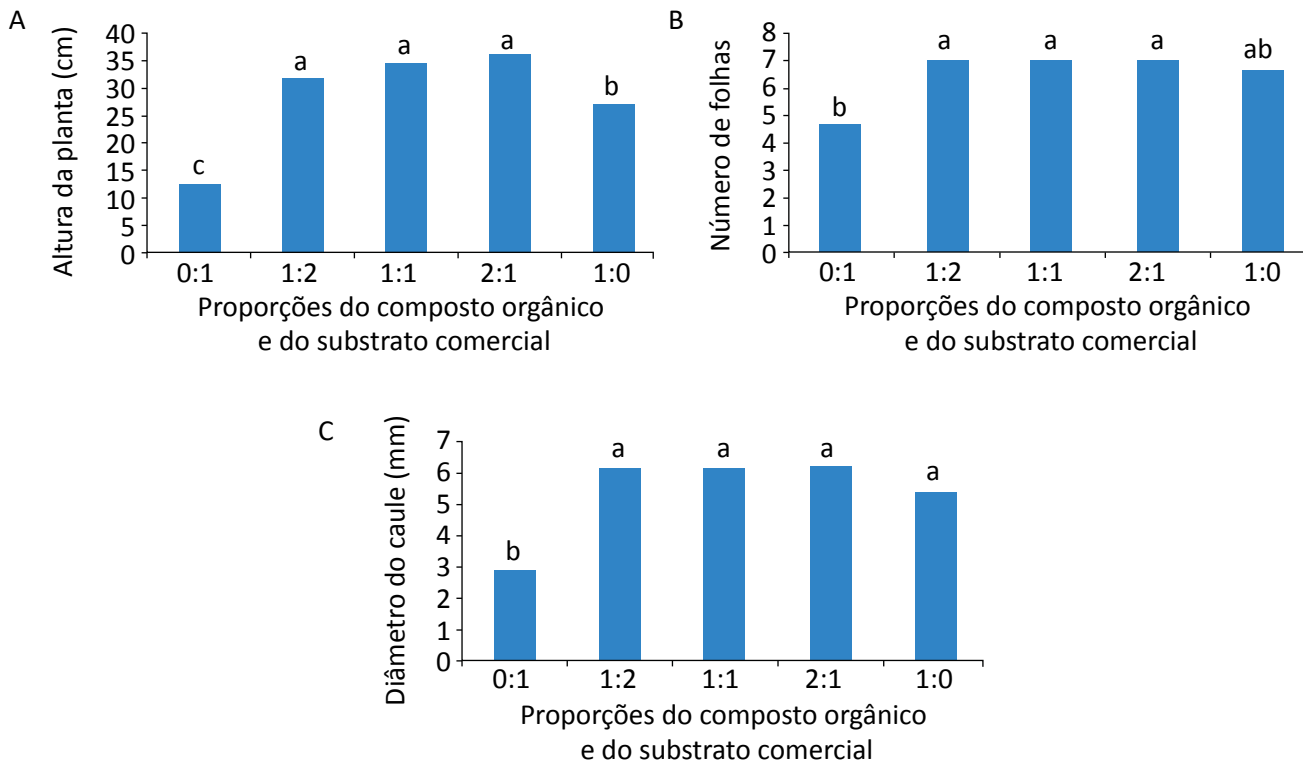 A
Altura da planta (cm)
40
35
30
25
20
15
10
5
0
c
a
a
a
b
0:1 1:2 1:1 2:1 1:0
Proporções do composto orgânico
e do substrato comercial
B
Número de folhas
8
7
6
5
4
3
2
1
0
b
a
a
a
ab
0:1 1:2 1:1 2:1 1:0
Proporções do composto orgânico
e do substrato comercial
C
Diâmetro do caule (mm)
7
6
5
4
3
2
1
0
b
a
a
a
a
0:1 1:2 1:1 2:1 1:0
Proporções do composto orgânico
e do substrato comercial